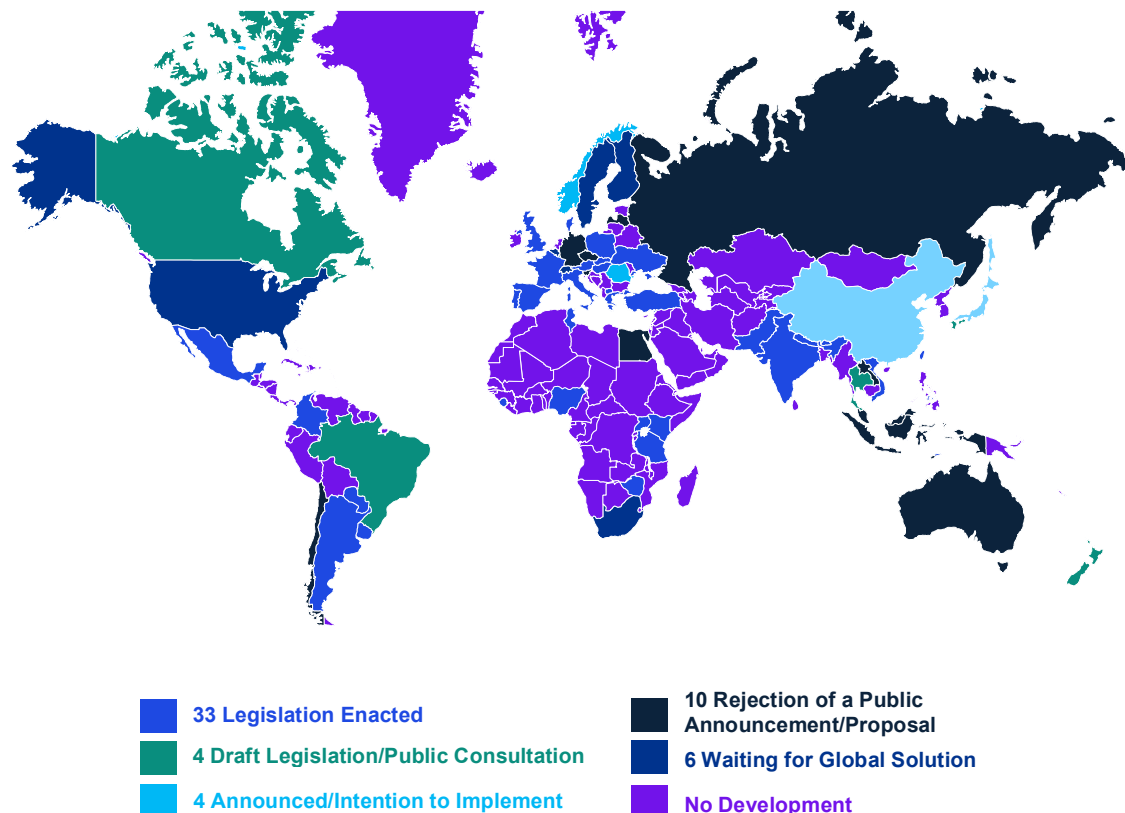 33 Legislation Enacted
4 Draft Legislation/Public Consultation
4 Announced/Intention to Implement
10 Rejection of a Public
Announcement/Proposal
6 Waiting for Global Solution
No Development